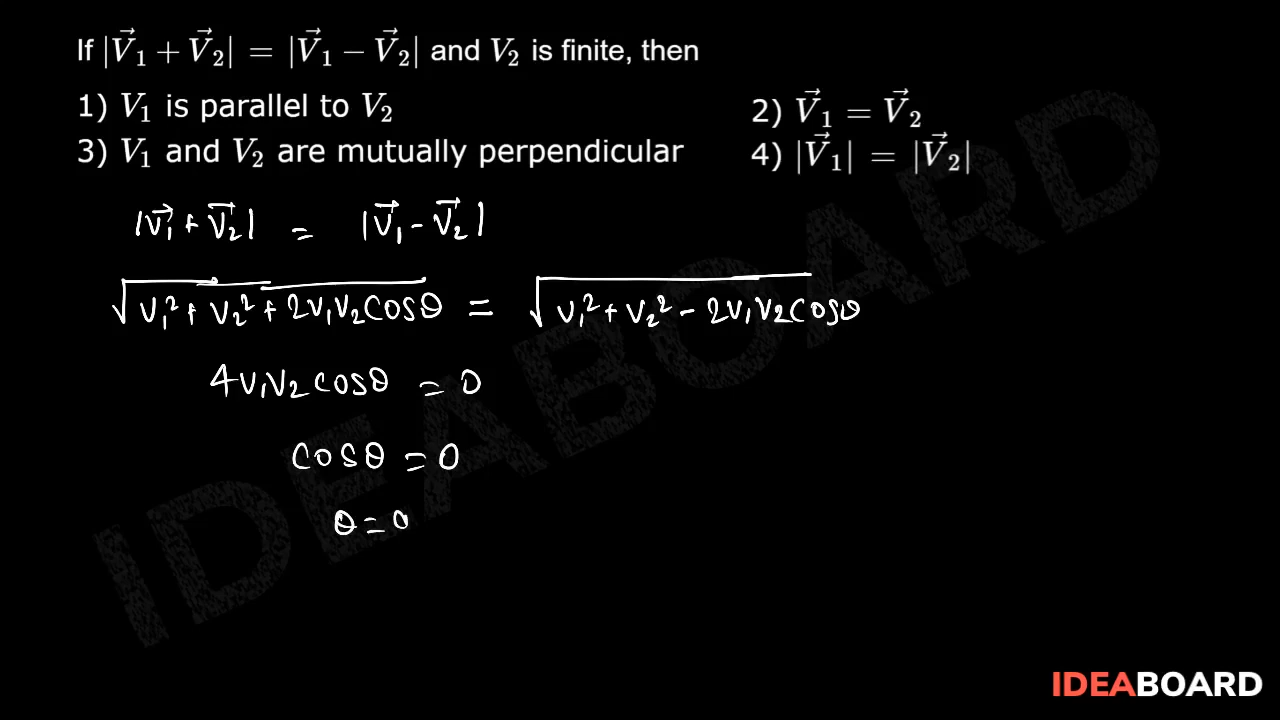 If |V⃗₁ + V⃗₂| = |V⃗₁ − V⃗₂| and V₂ is finite, then
1) V₁ is parallel to V₂ 2) V⃗₁ = V⃗₂
3) V₁ and V₂ are mutually perpendicular 4) |V⃗₁| = |V⃗₂|
|V⃗₁ + V⃗₂| = |V⃗₁ − V⃗₂|
√(V₁² + V₂² + 2V₁V₂cosθ) = √(V₁² + V₂² − 2V₁V₂cosθ)
4V₁V₂cosθ = 0
cosθ = 0
θ = 0
IDEABOARD
IDEABOARD